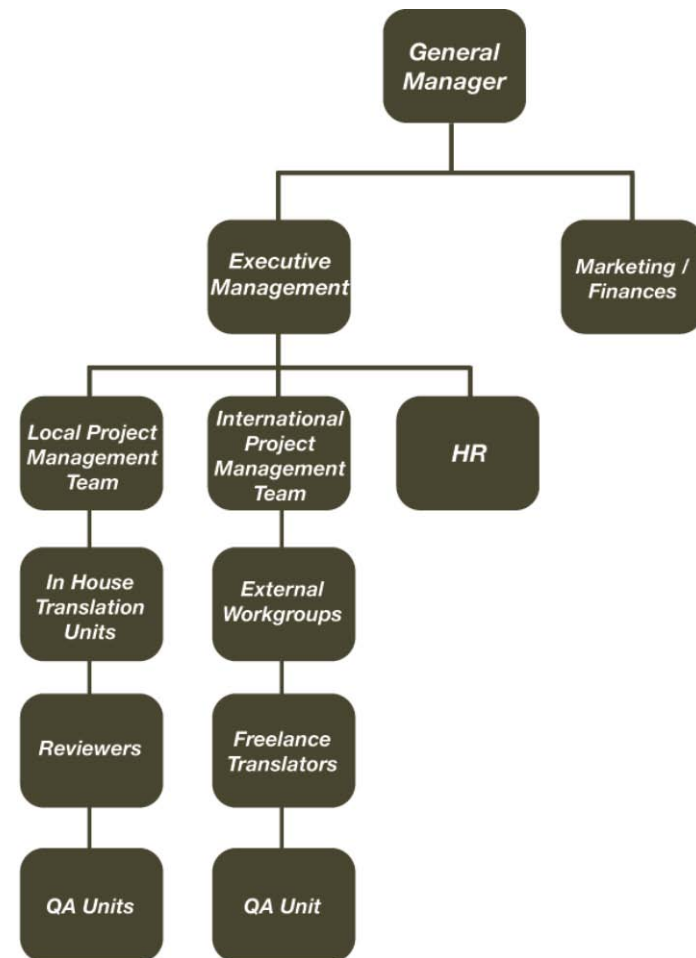 General
Manager
Executive
Management
Marketing /
Finances
Local Project
Management
Team
International
Project
Management
Team
HR
In House
Translation
Units
External
Workgroups
Reviewers
Freelance
Translators
QA Units
QA Unit